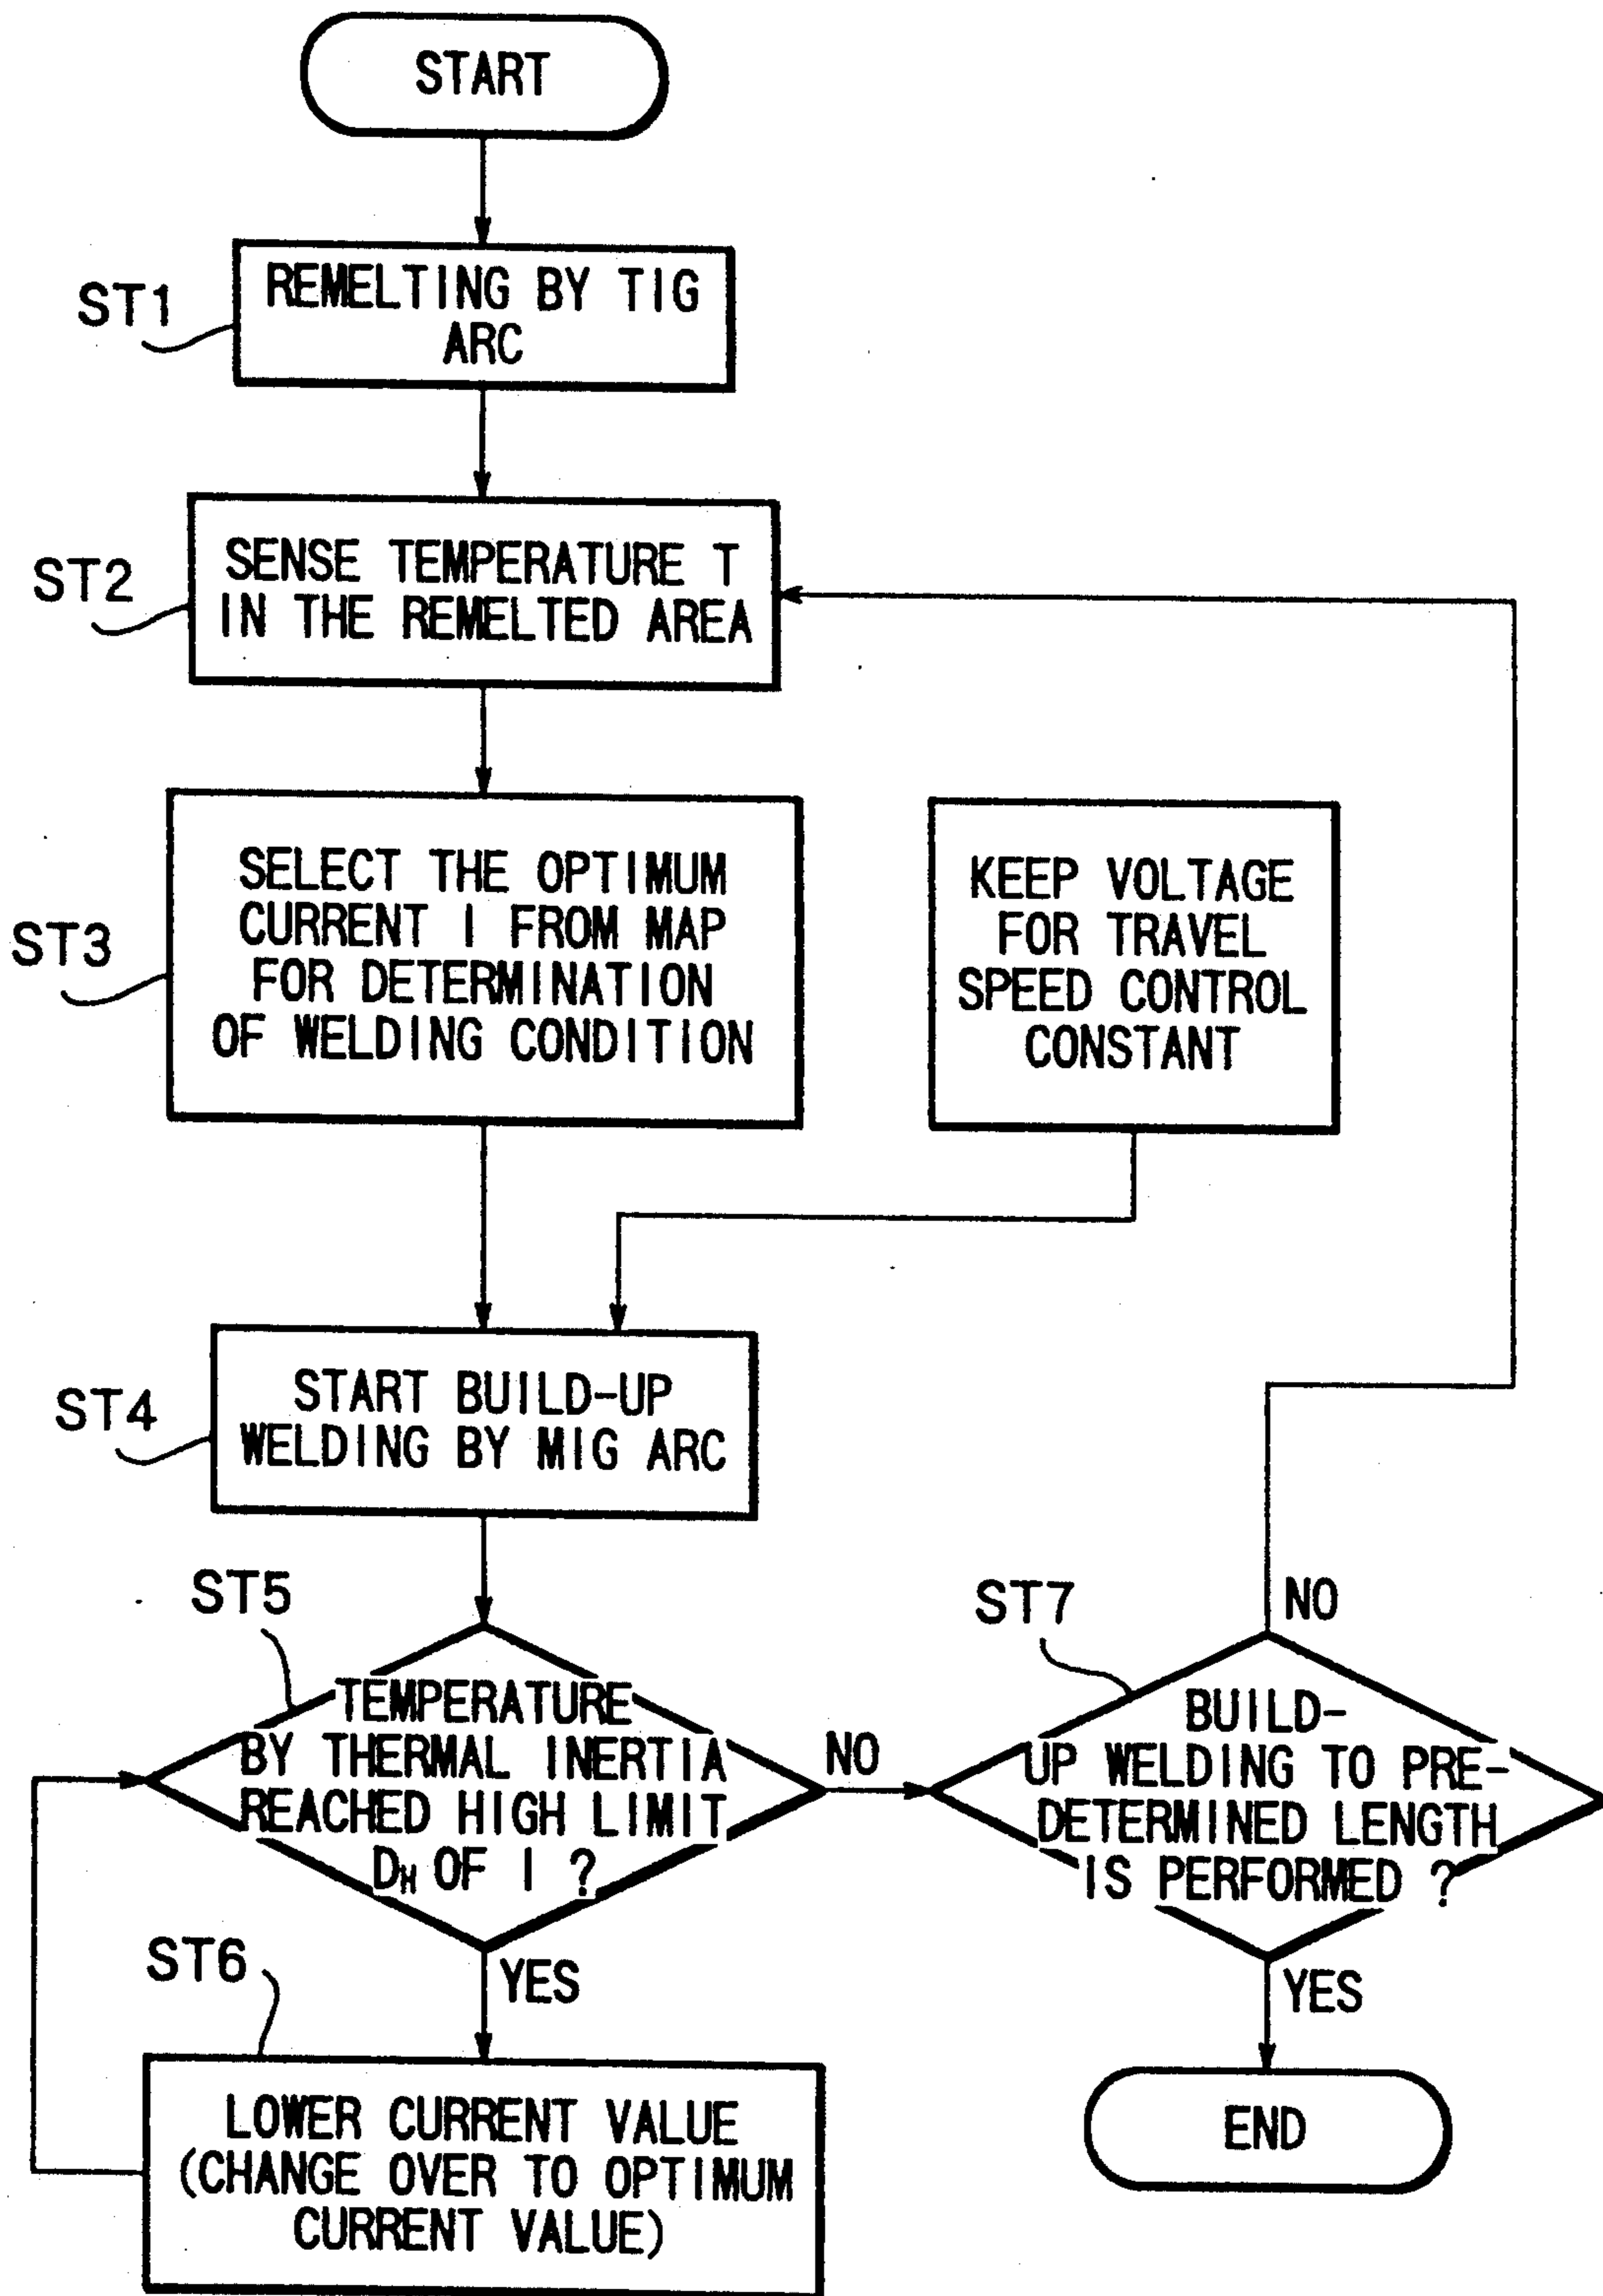 START
ST1
REMELTING BY TIG
ARC
ST2
SENSE TEMPERATURE T
IN THE REMELTED AREA
ST3
SELECT THE OPTIMUM
CURRENT I FROM MAP
FOR DETERMINATION
OF WELDING CONDITION
KEEP VOLTAGE
FOR TRAVEL
SPEED CONTROL
CONSTANT
ST4
START BUILD-UP
WELDING BY MIG ARC
ST5
TEMPERATURE
BY THERMAL INERTIA
REACHED HIGH LIMIT
DH OF I ?
NO
YES
ST6
LOWER CURRENT VALUE
(CHANGE OVER TO OPTIMUM
CURRENT VALUE)
ST7
NO
BUILD-
UP WELDING TO PRE-
DETERMINED LENGTH
IS PERFORMED ?
YES
END